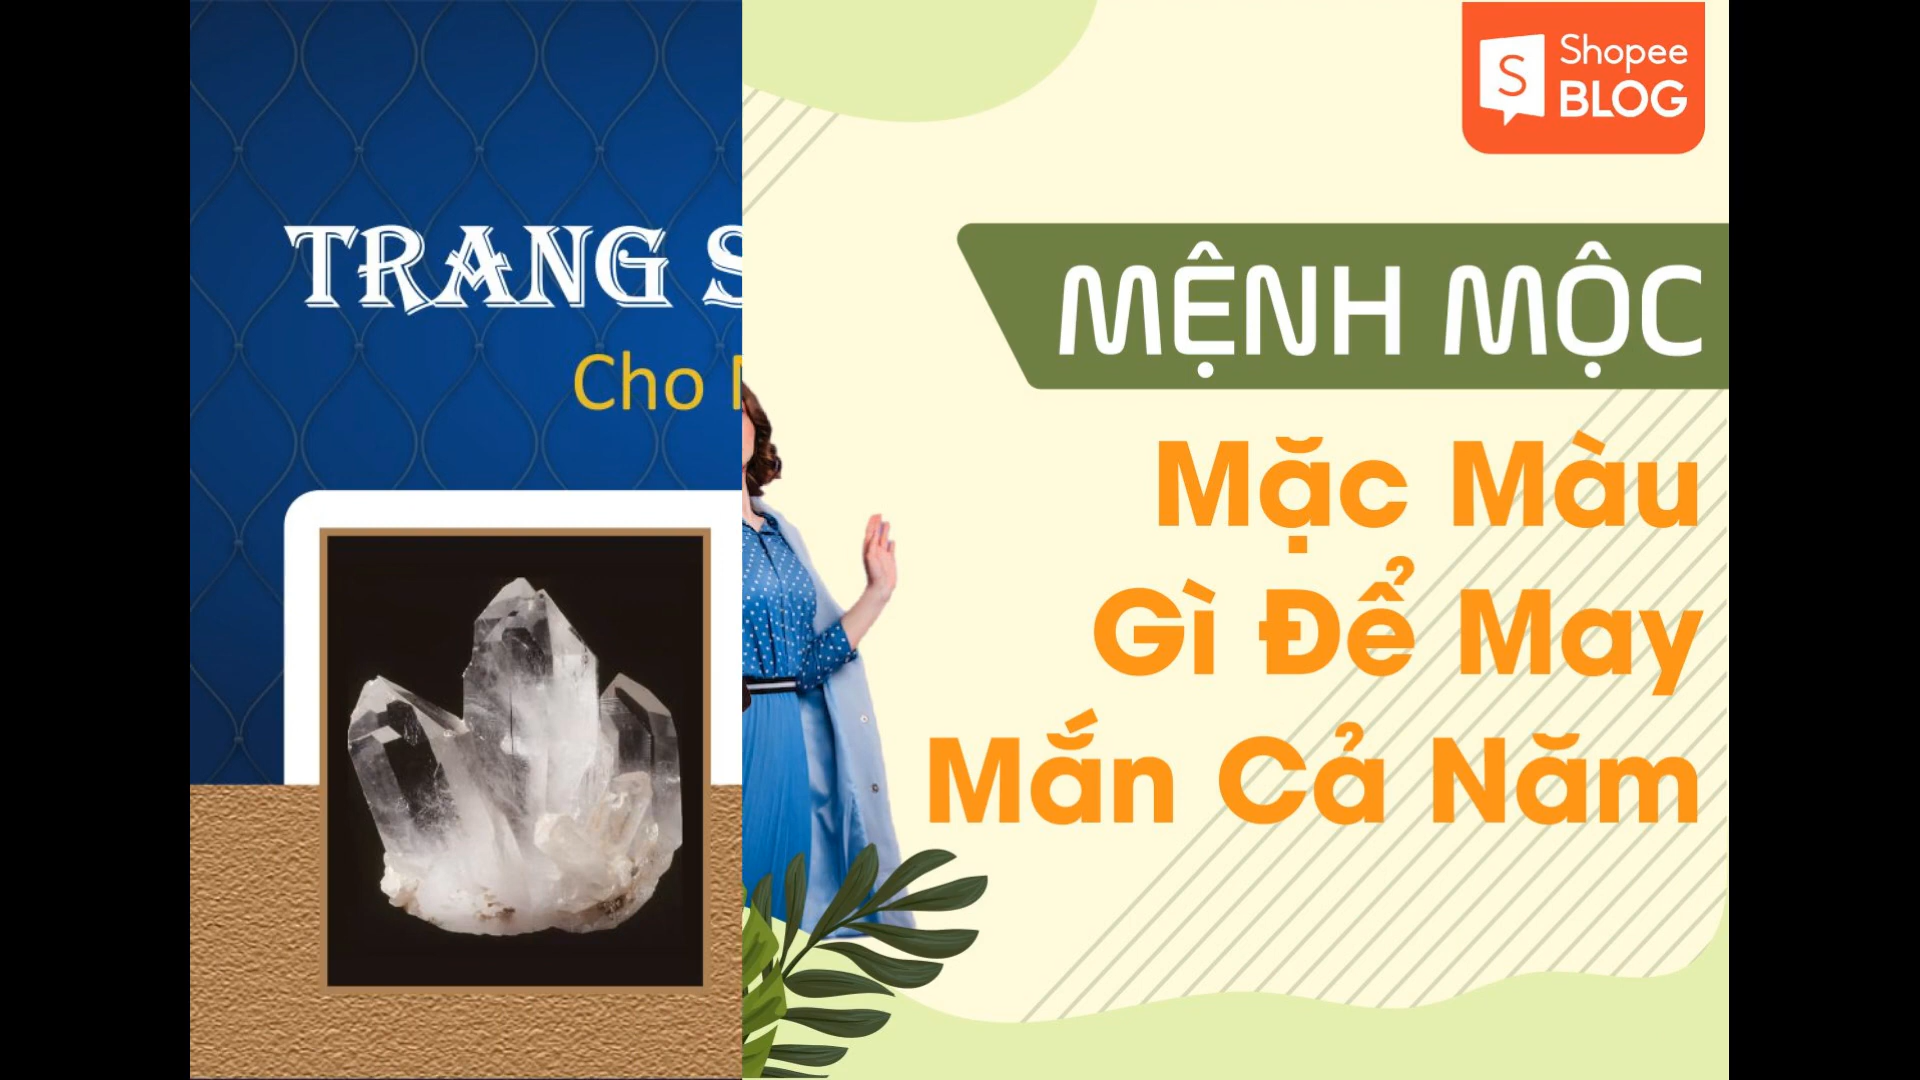 TRANG
Cho
Shopee
BLOG
MỆNH MỘC
Mặc Màu
Gì Để May
Mắn Cả Năm